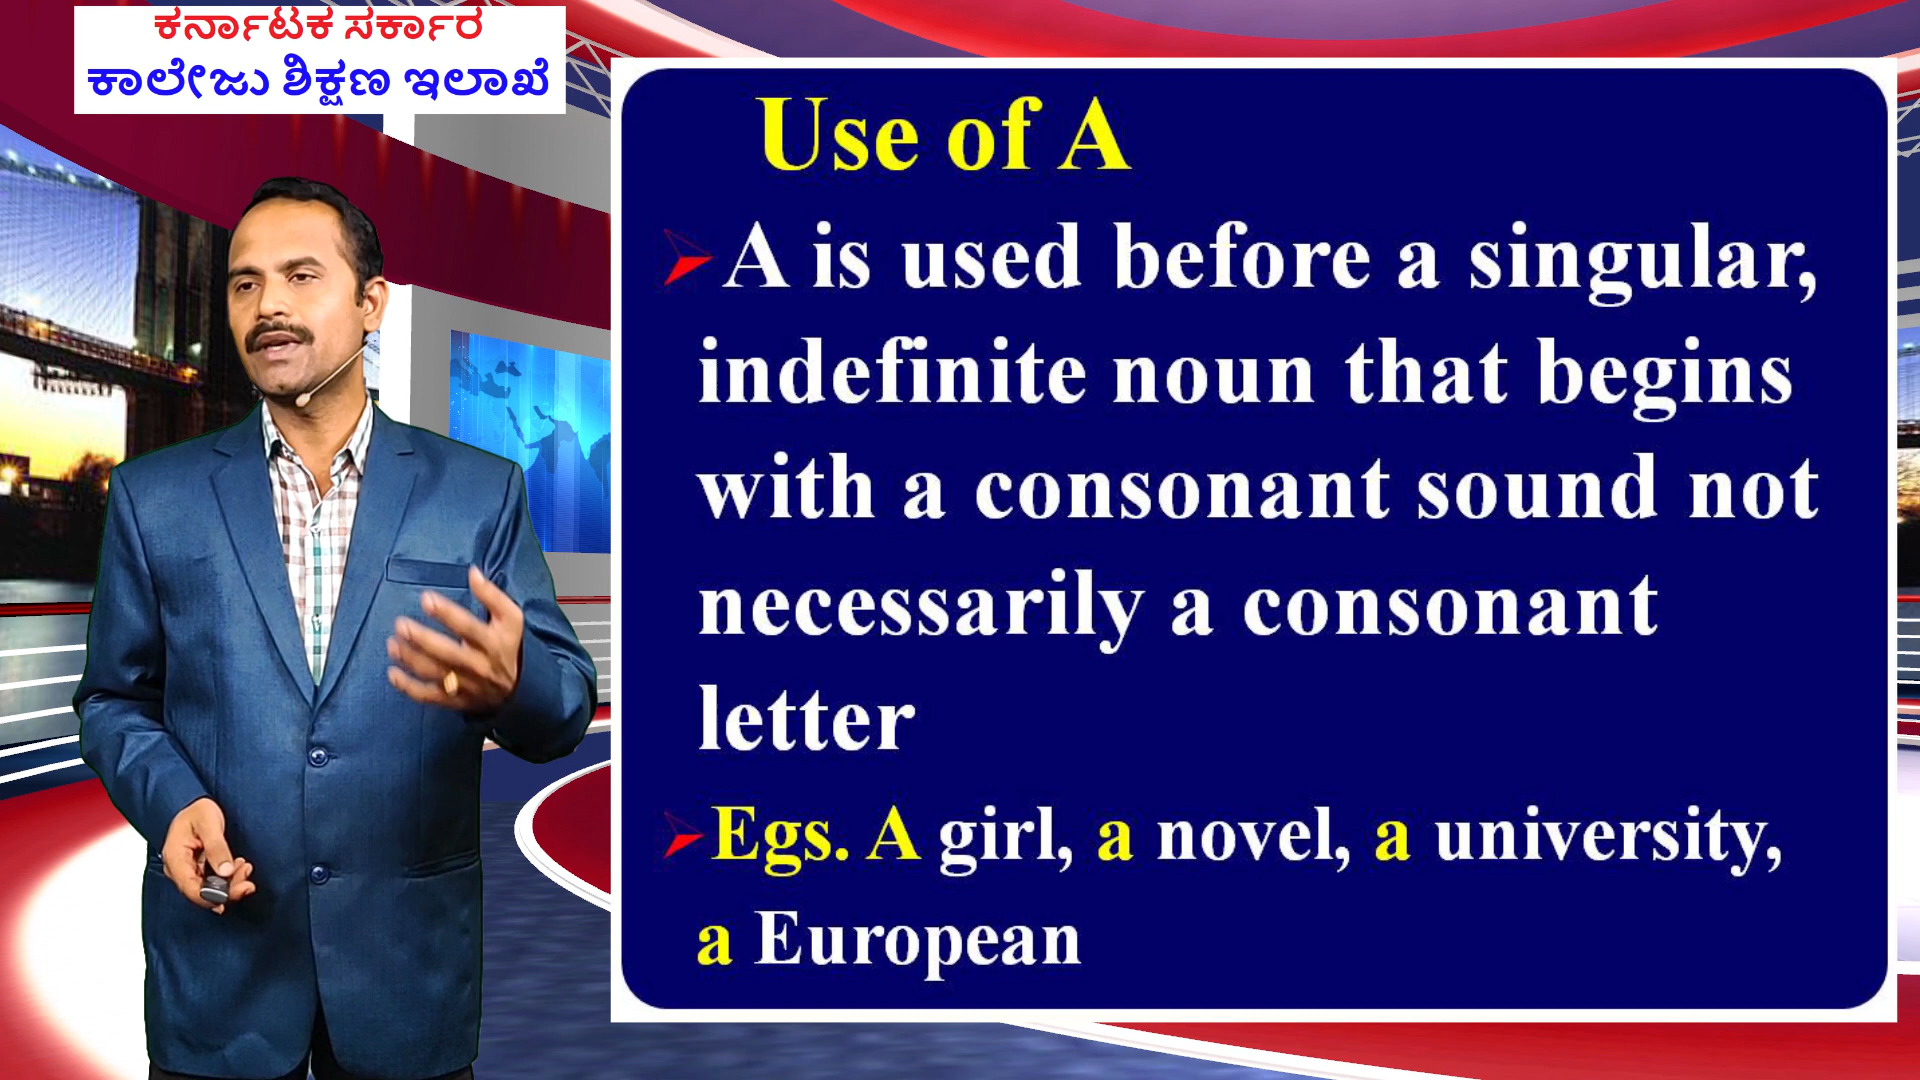 ಕರ್ನಾಟಕ ಸರ್ಕಾರ
ಕಾಲೇಜು ಶಿಕ್ಷಣ ಇಲಾಖೆ
Use of A
A is used before a singular,
indefinite noun that begins
with a consonant sound not
necessarily a consonant
letter
Egs. A girl, a novel, a university,
a European